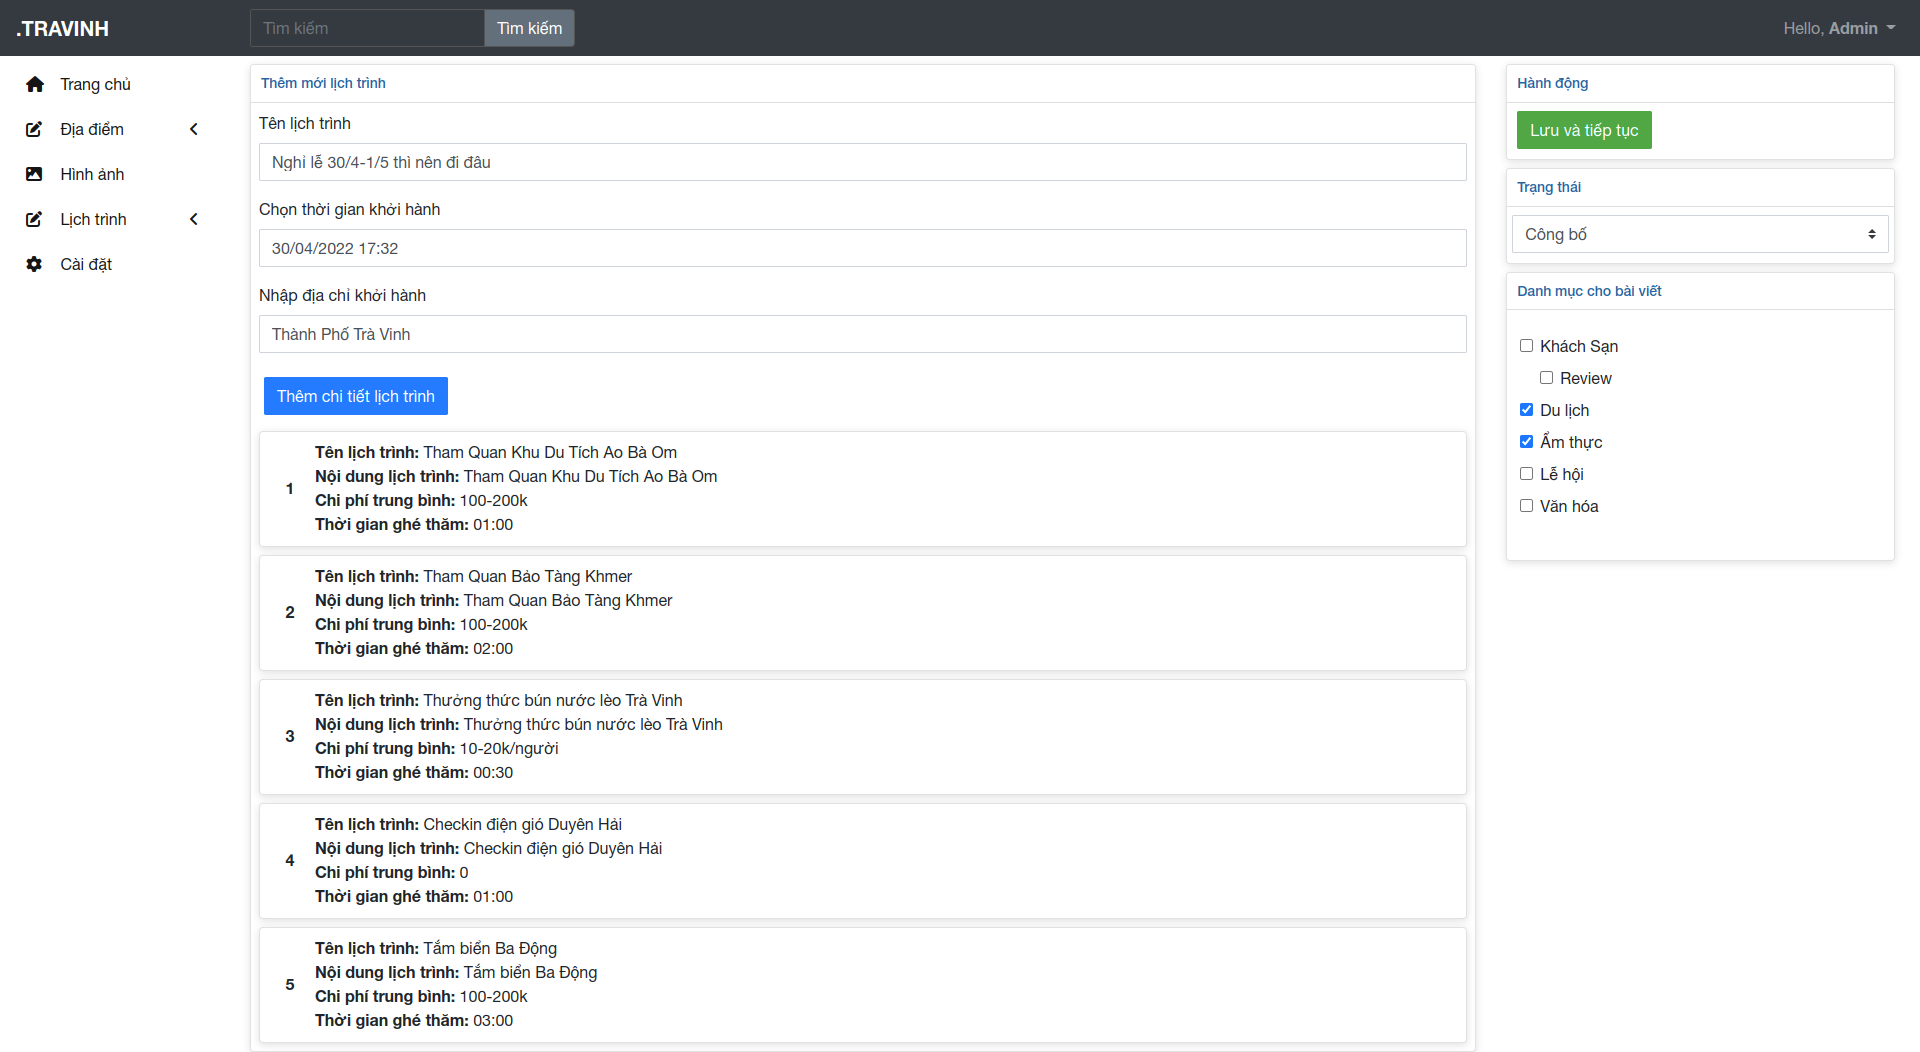 .TRAVINH
Tìm kiếm
Tìm kiếm
Hello, Admin
Trang chủ
Địa điểm
Hình ảnh
Lịch trình
Cài đặt
Thêm mới lịch trình
Tên lịch trình
Nghỉ lễ 30/4-1/5 thì nên đi đâu
Chọn thời gian khởi hành
30/04/2022 17:32
Nhập địa chỉ khởi hành
Thành Phố Trà Vinh
Thêm chi tiết lịch trình
1
Tên lịch trình: Tham Quan Khu Du Tích Ao Bà Om
Nội dung lịch trình: Tham Quan Khu Du Tích Ao Bà Om
Chi phí trung bình: 100-200k
Thời gian ghé thăm: 01:00
2
Tên lịch trình: Tham Quan Bảo Tàng Khmer
Nội dung lịch trình: Tham Quan Bảo Tàng Khmer
Chi phí trung bình: 100-200k
Thời gian ghé thăm: 02:00
3
Tên lịch trình: Thưởng thức bún nước lèo Trà Vinh
Nội dung lịch trình: Thưởng thức bún nước lèo Trà Vinh
Chi phí trung bình: 10-20k/người
Thời gian ghé thăm: 00:30
4
Tên lịch trình: Checkin điện gió Duyên Hải
Nội dung lịch trình: Checkin điện gió Duyên Hải
Chi phí trung bình: 0
Thời gian ghé thăm: 01:00
5
Tên lịch trình: Tắm biển Ba Động
Nội dung lịch trình: Tắm biển Ba Động
Chi phí trung bình: 100-200k
Thời gian ghé thăm: 03:00
Hành động
Lưu và tiếp tục
Trạng thái
Công bố
Danh mục cho bài viết
Khách Sạn
Review
Du lịch
Ẩm thực
Lễ hội
Văn hóa